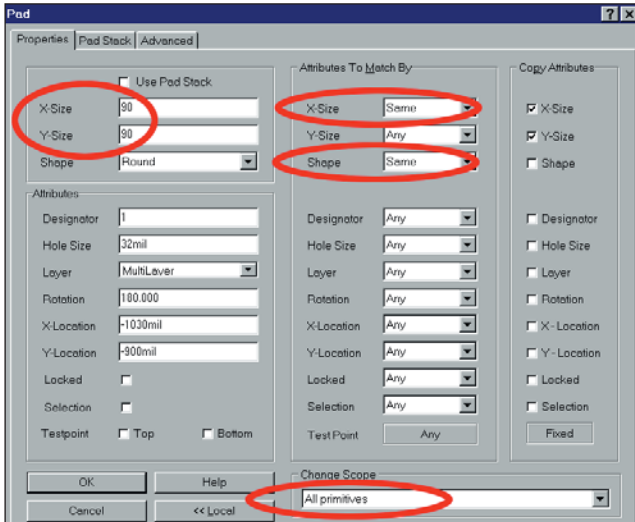 Pad
Properties Pad Stack Advanced
Use Pad Stack
X-Size 90
Y-Size 90
Shape Round
Attributes
Designator 1
Hole Size 32mil
Layer MultiLayer
Rotation 180.000
X-Location -1030mil
Y-Location -900mil
Locked
Selection
Testpoint Top Bottom
OK Help
Cancel << Local
Attributes To Match By
X-Size Same
Y-Size Any
Shape Same
Designator Any
Hole Size Any
Layer Any
Rotation Any
X-Location Any
Y-Location Any
Locked Any
Selection Any
Test Point Any
Copy Attributes
X-Size
Y-Size
Shape
Designator
Hole Size
Layer
Rotation
X - Location
Y - Location
Locked
Selection
Fixed
Change Scope
All primitives